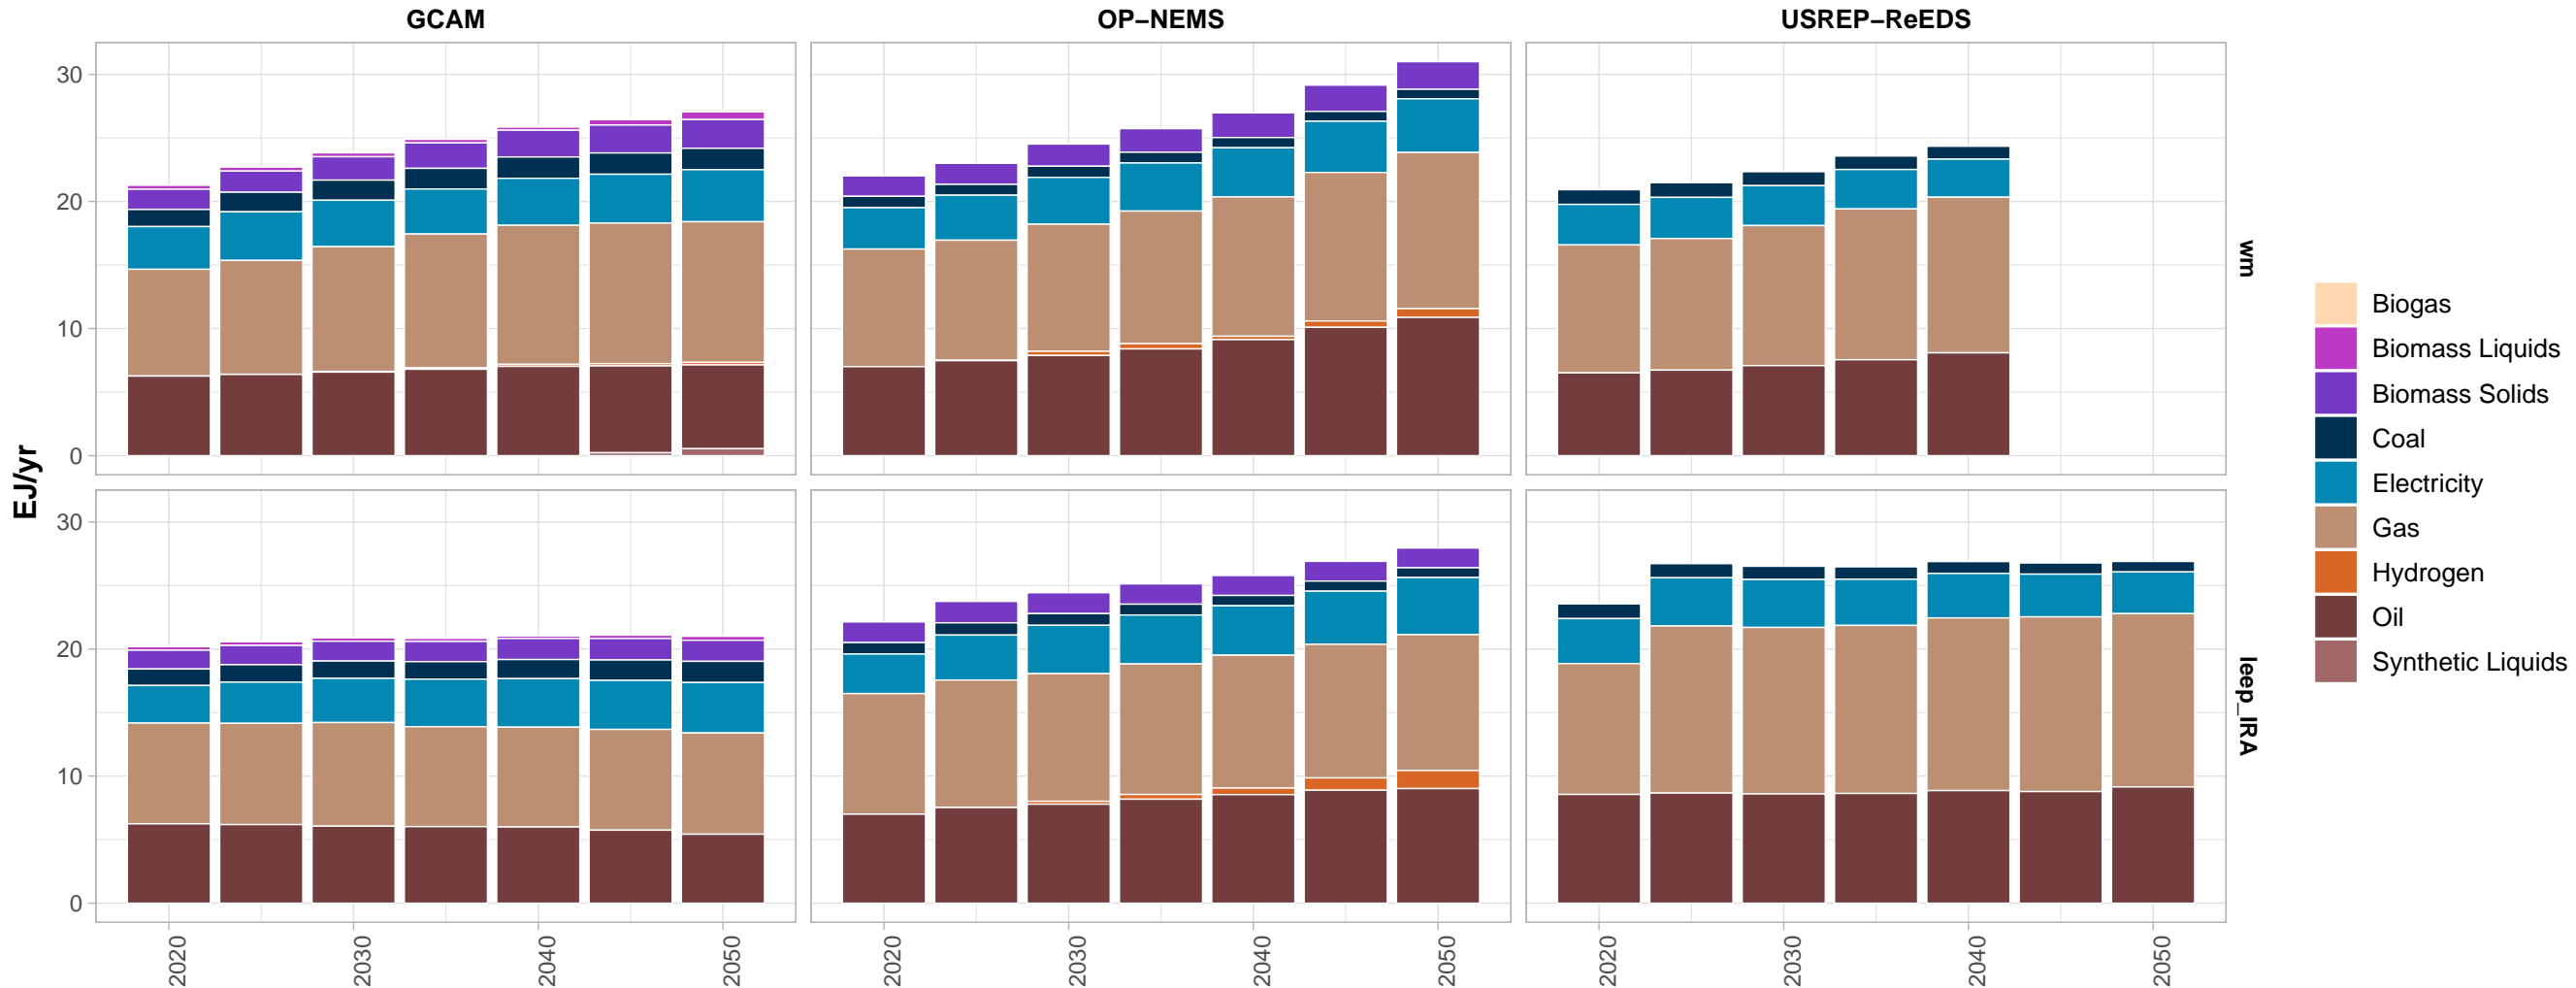 GCAM
OP−NEMS
USREP−ReEDS
EJ/yr
30
20
10
0
wm
30
20
10
0
leep_IRA
2020
2030
2040
2050
2020
2030
2040
2050
2020
2030
2040
2050
Biogas
Biomass Liquids
Biomass Solids
Coal
Electricity
Gas
Hydrogen
Oil
Synthetic Liquids